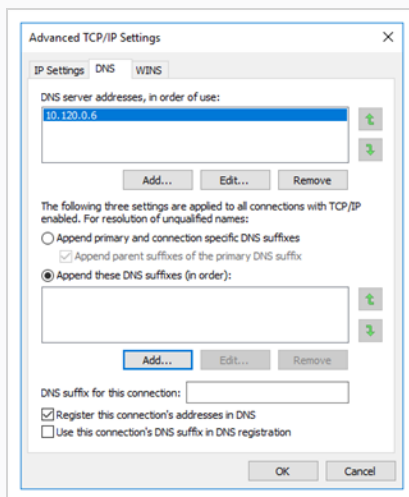 Advanced TCP/IP Settings
IP Settings DNS WINS
DNS server addresses, in order of use:
10.120.0.6
Add... Edit... Remove
The following three settings are applied to all connections with TCP/IP
enabled. For resolution of unqualified names:
Append primary and connection specific DNS suffixes
Append parent suffixes of the primary DNS suffix
Append these DNS suffixes (in order):
Add... Edit... Remove
DNS suffix for this connection:
Register this connection's addresses in DNS
Use this connection's DNS suffix in DNS registration
OK Cancel